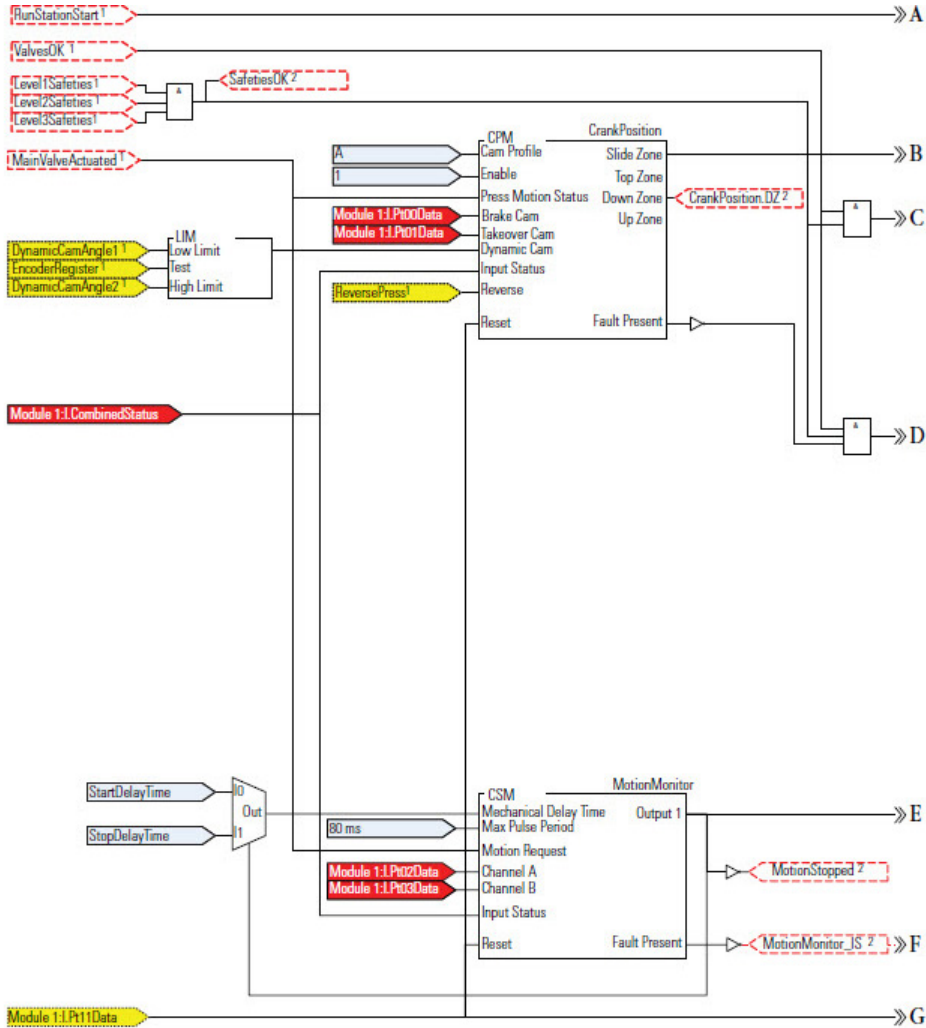 RunStationStart 1
A
ValvesOK 1
Level1Safeties 1
Level2Safeties 1
Level3Safeties 1
&
SafetiesOK 2
MainValveActuated 1
CPM
CrankPosition
A
Cam Profile
Slide Zone
B
1
Enable
Top Zone
Press Motion Status
Down Zone
CrankPosition.DZ 2
Module 1:I.Pt00Data
Brake Cam
Up Zone
&
C
Module 1:I.Pt01Data
Takeover Cam
Dynamic Cam
LIM
DynamicCamAngle1 1
Low Limit
EncoderRegister 1
Test
DynamicCamAngle2 1
High Limit
Input Status
ReversePress 1
Reverse
Reset
Fault Present
Module 1:I.CombinedStatus
&
D
StartDelayTime
I0
Out
StopDelayTime
I1
CSM
MotionMonitor
Mechanical Delay Time
Output 1
E
80 ms
Max Pulse Period
Motion Request
Module 1:I.Pt02Data
Channel A
MotionStopped 2
Module 1:I.Pt03Data
Channel B
Input Status
Reset
Fault Present
MotionMonitor_IS 2
F
Module 1:I.Pt11Data
G